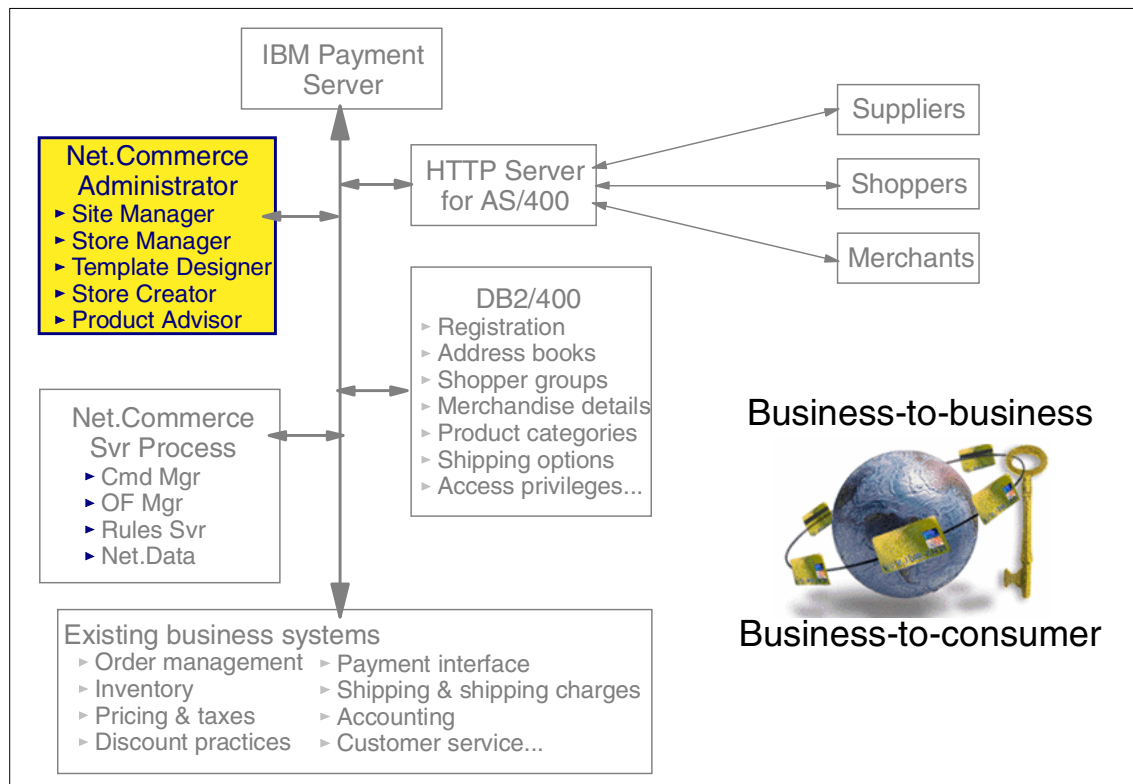 IBM Payment
Server
Suppliers
Net.Commerce
Administrator
► Site Manager
► Store Manager
► Template Designer
► Store Creator
► Product Advisor
HTTP Server
for AS/400
Shoppers
Merchants
DB2/400
► Registration
► Address books
► Shopper groups
► Merchandise details
► Product categories
► Shipping options
► Access privileges...
Net.Commerce
Svr Process
► Cmd Mgr
► OF Mgr
► Rules Svr
► Net.Data
Business-to-business
Business-to-consumer
Existing business systems
► Order management
► Inventory
► Pricing & taxes
► Discount practices
► Payment interface
► Shipping & shipping charges
► Accounting
► Customer service...